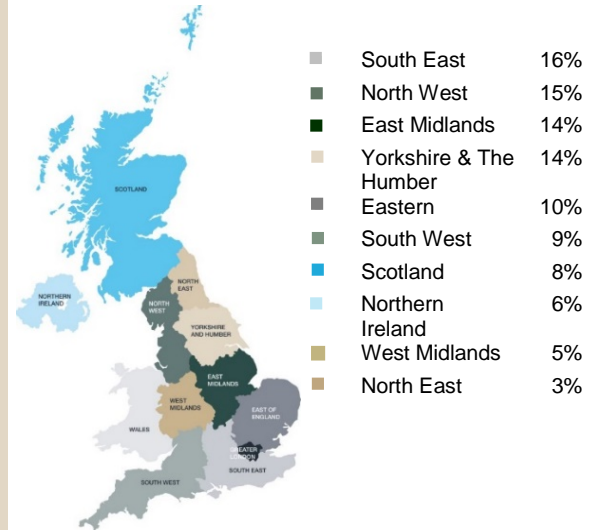 SCOTLAND
NORTHERN
IRELAND
NORTH
EAST
NORTH
WEST
YORKSHIRE
AND HUMBER
EAST
MIDLANDS
WEST
MIDLANDS
EAST OF
ENGLAND
WALES
GREATER
LONDON
SOUTH EAST
SOUTH WEST
South East 16%
North West 15%
East Midlands 14%
Yorkshire & The 14%
Humber
Eastern 10%
South West 9%
Scotland 8%
Northern 6%
Ireland
West Midlands 5%
North East 3%